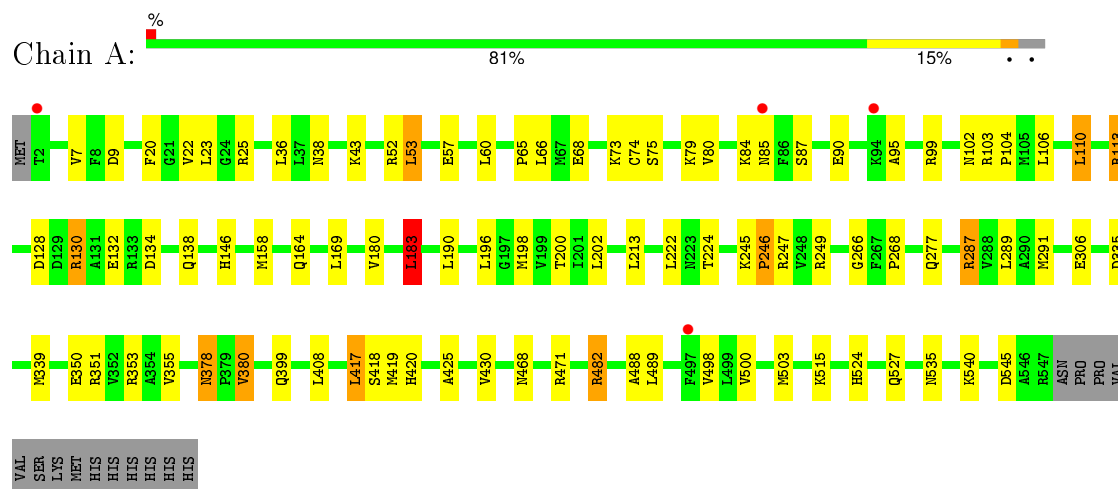 %
Chain A:
81%
15%
MET T2 V7 F8 D9 F20 G21 V22 L23 G24 R25 L36 L37 N38 K43 R52 L53 E57 L60 P65 L66 M67 E68 K73 C74 S75 K79 V80 K84 N85 F86 S87 E90 K94 A95 R99 N102 R103 P104 M105 L106 L110
D128 D129 R130 A131 E132 R133 D134 Q138 H146 M158 Q164 L169 V180 L183 L190 L196 G197 M198 V199 T200 I201 L202 L213 L222 N223 T224 K245 P246 R247 V248 R249 G266 F267 P268 Q277 R287 V288 L289 A290 M291 E306
M339 E350 R351 V352 R353 A354 V355 N378 P379 V380 Q399 L408 L417 S418 M419 H420 A425 V430 N468 R471 R482 A488 L489 F497 V498 L499 V500 M503 K515 H524 Q527 N535 K540 D545 A546 R547 ASN PRO PRO VAL
VAL SER LYS MET HIS HIS HIS HIS HIS HIS